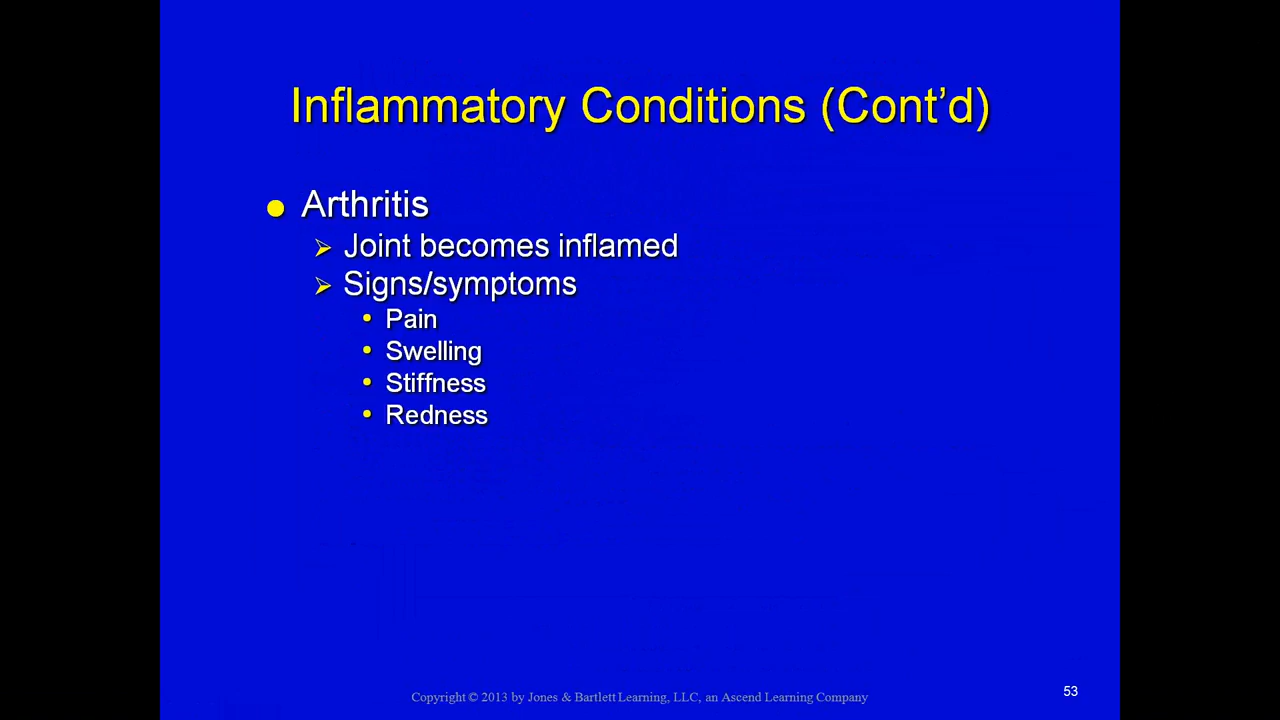 Inflammatory Conditions (Cont’d)
Arthritis
Joint becomes inflamed
Signs/symptoms
Pain
Swelling
Stiffness
Redness
Copyright © 2013 by Jones & Bartlett Learning, LLC, an Ascend Learning Company
53